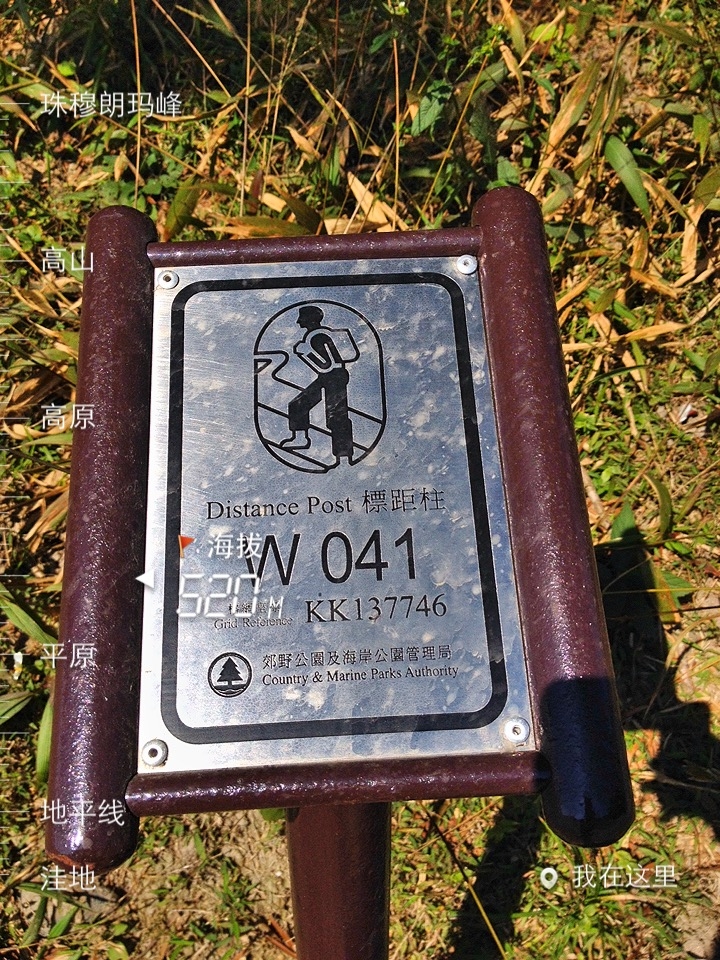 珠穆朗玛峰
高山
高原
Distance Post 標距柱
海拔
W 041
527 M
Grid Reference KK137746
平原
郊野公園及海岸公園管理局
Country & Marine Parks Authority
地平线
洼地
我在这里